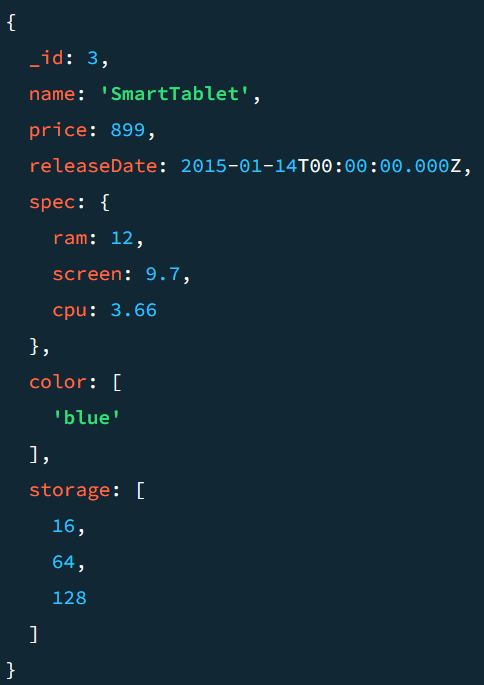 {
  _id: 3,
  name: 'SmartTablet',
  price: 899,
  releaseDate: 2015-01-14T00:00:00.000Z,
  spec: {
    ram: 12,
    screen: 9.7,
    cpu: 3.66
  },
  color: [
    'blue'
  ],
  storage: [
    16,
    64,
    128
  ]
}